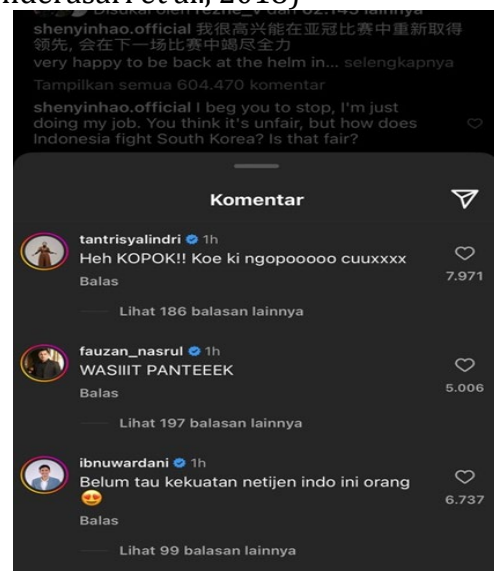 et al., 2018)
shenyinhao.official 我很高兴能在亚冠比赛中重新取得
领先, 会在下一场比赛中竭尽全力
very happy to be back at the helm in... selengkapnya
Tampilkan semua 604.470 komentar
shenyinhao.official I beg you to stop, I'm just
doing my job. You think it's unfair, but how does
Indonesia fight South Korea? Is that fair?
Komentar
tantrisyalindri 1h
Heh KOPOK!! Koe ki ngopooooo cuuxxxx
7.971
Balas
Lihat 186 balasan lainnya
fauzan_nasrul 1h
WASIIIT PANTEEEK
5.006
Balas
Lihat 197 balasan lainnya
ibnuwardani 1h
Belum tau kekuatan netijen indo ini orang
😍
6.737
Balas
Lihat 99 balasan lainnya